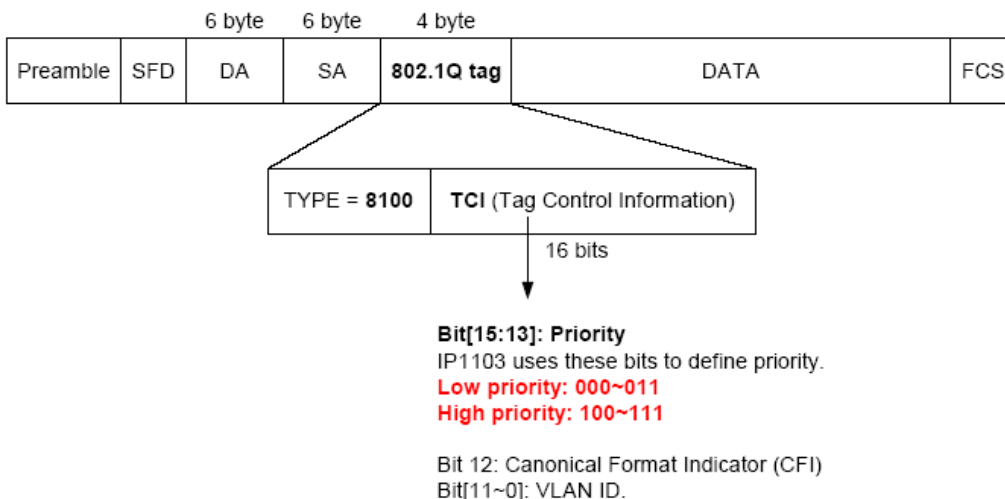 6 byte 6 byte 4 byte
Preamble SFD DA SA 802.1Q tag DATA FCS
TYPE = 8100 TCI (Tag Control Information)
16 bits
Bit[15:13]: Priority
IP1103 uses these bits to define priority.
Low priority: 000~011
High priority: 100~111
Bit 12: Canonical Format Indicator (CFI)
Bit[11~0]: VLAN ID.